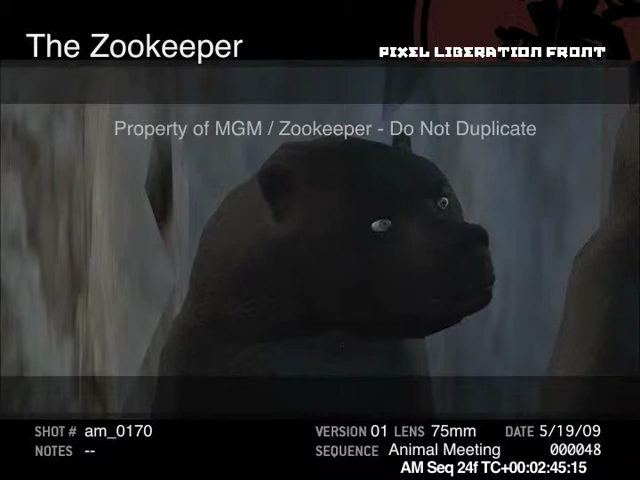 The Zookeeper
PIXEL LIBERATION FRONT
Property of MGM / Zookeeper - Do Not Duplicate
SHOT # am_0170
VERSION 01 LENS 75mm DATE 5/19/09
NOTES --
SEQUENCE Animal Meeting 000048
AM Seq 24f TC+00:02:45:15